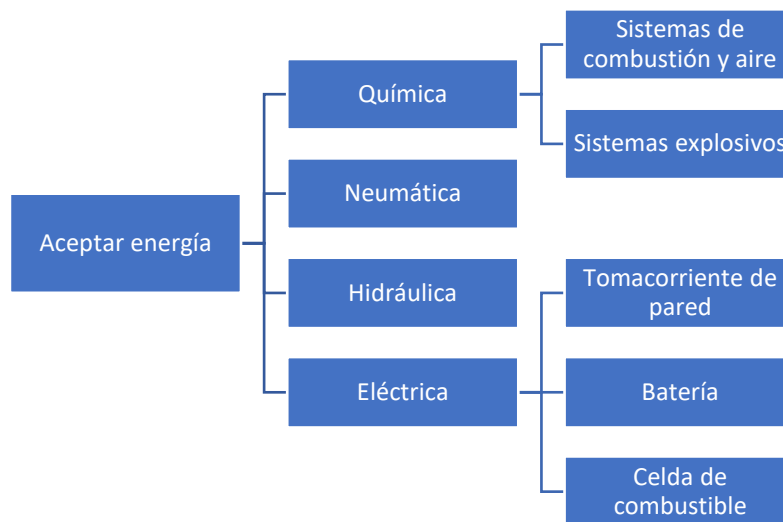 Aceptar energía
Química
Sistemas de
combustión y aire
Sistemas explosivos
Neumática
Hidráulica
Eléctrica
Tomacorriente de
pared
Batería
Celda de
combustible